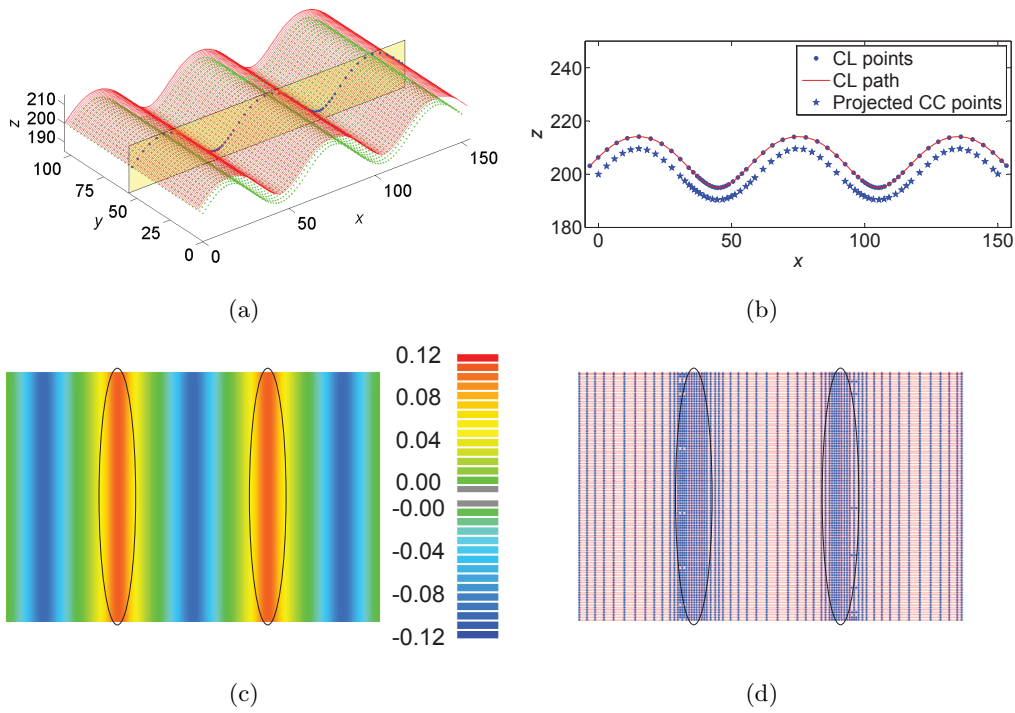 210
200
190
z
100
75
50
25
0
y
0
50
100
150
x
(a)
240
220
200
180
z
0
50
100
150
x
CL points
CL path
Projected CC points
(b)
0.12
0.08
0.04
0.00
-0.00
-0.04
-0.08
-0.12
(c)
(d)